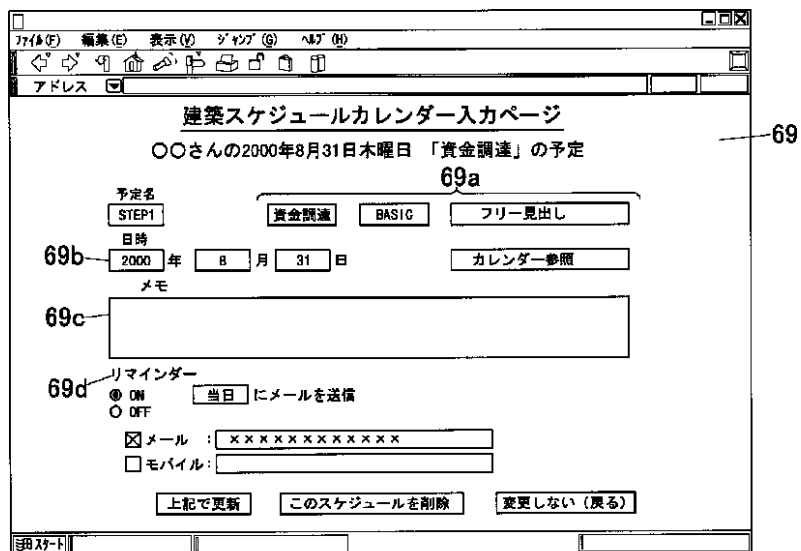 ファイル(F) 編集(E) 表示(V) ジャンプ(G) ヘルプ(H)
アドレス
建築スケジュールカレンダー入力ページ
69
〇〇さんの2000年8月31日木曜日 「資金調達」の予定
69a
予定名
STEP1 資金調達 BASIC フリー見出し
日時
69b 2000 年 8 月 31 日 カレンダー参照
メモ
69c
リマインダー
69d
ON 当日 にメールを送信
OFF
メール : ××××××××××××
モバイル:
上記で更新 このスケジュールを削除 変更しない (戻る)
スタート